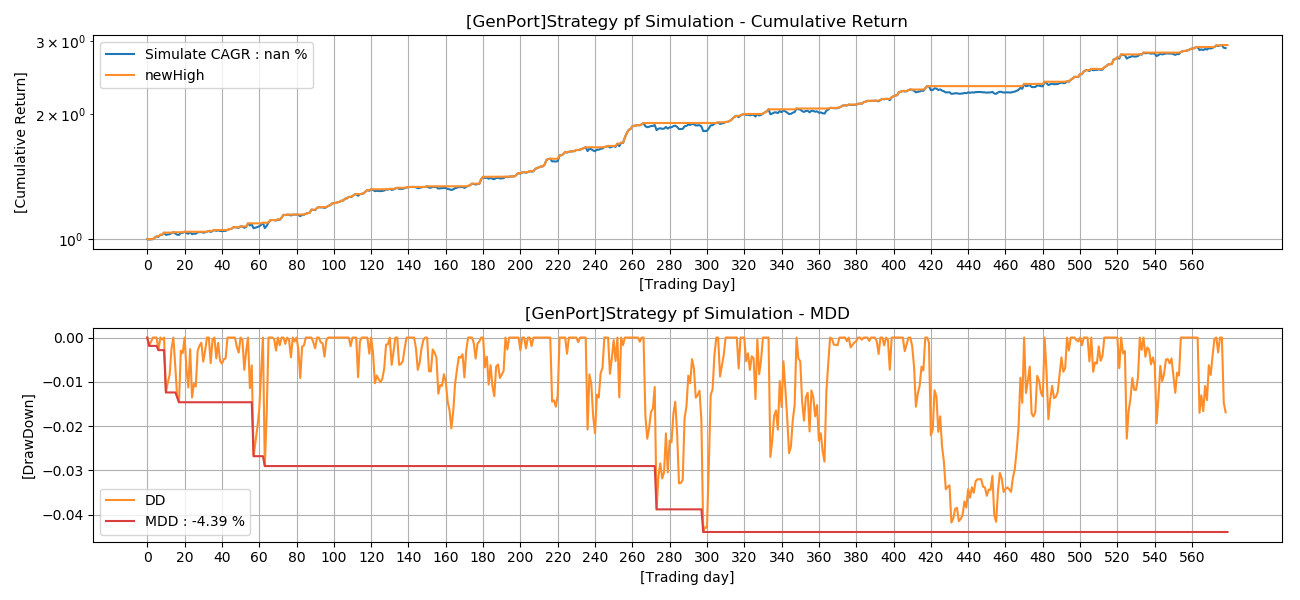 [GenPort]Strategy pf Simulation - Cumulative Return
[Cumulative Return]
3 × 10⁰
2 × 10⁰
10⁰
Simulate CAGR : nan %
newHigh
0 20 40 60 80 100 120 140 160 180 200 220 240 260 280 300 320 340 360 380 400 420 440 460 480 500 520 540 560
[Trading Day]
[GenPort]Strategy pf Simulation - MDD
[DrawDown]
0.00
−0.01
−0.02
−0.03
−0.04
DD
MDD : -4.39 %
0 20 40 60 80 100 120 140 160 180 200 220 240 260 280 300 320 340 360 380 400 420 440 460 480 500 520 540 560
[Trading day]